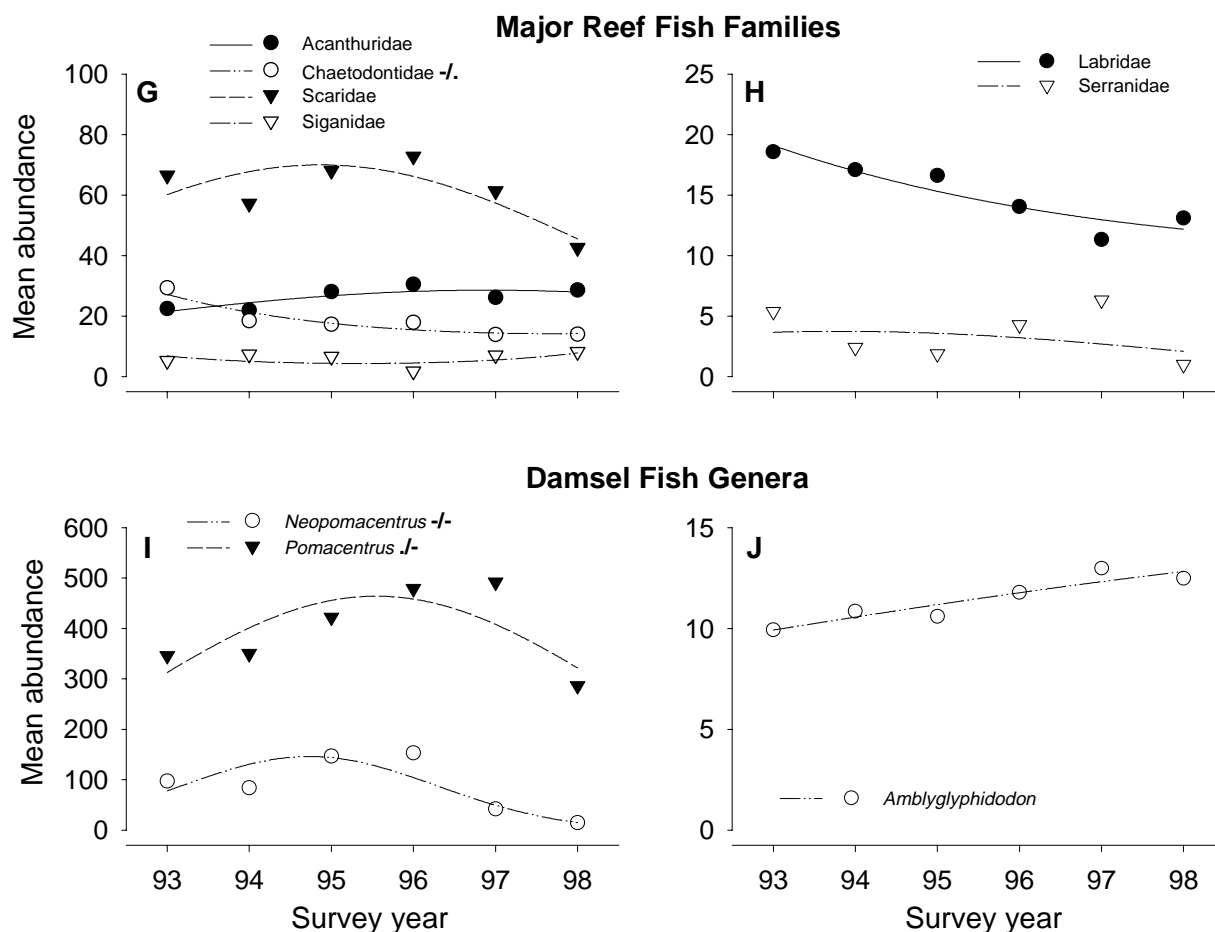 Major Reef Fish Families
Acanthuridae
Chaetodontidae -/.
Scaridae
Siganidae
G
100
80
60
40
20
0
Mean abundance
Labridae
Serranidae
H
25
20
15
10
5
0
Damsel Fish Genera
Neopomacentrus -/-
Pomacentrus ./-
I
600
500
400
300
200
100
0
Mean abundance
93 94 95 96 97 98
Survey year
J
15
10
5
0
Amblyglyphidodon
93 94 95 96 97 98
Survey year